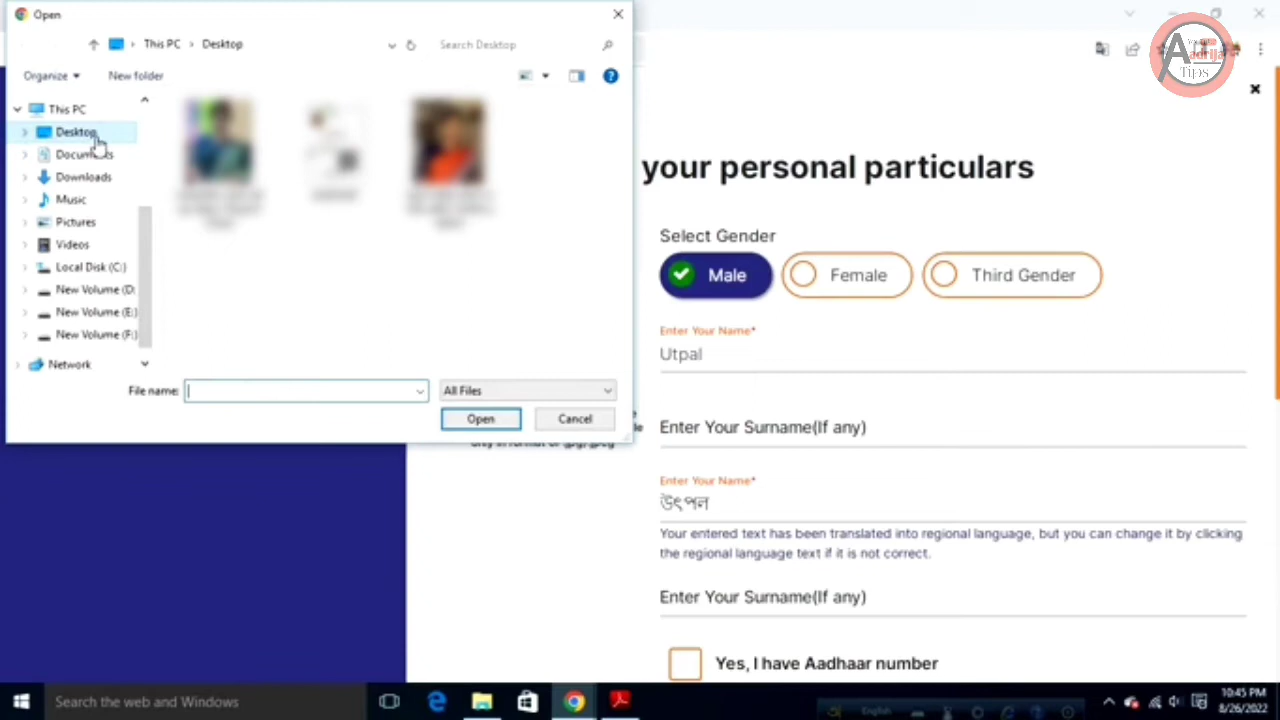 Open
This PC > Desktop
Search Desktop
Organize
New folder
This PC
Desktop
Documents
Downloads
Music
Pictures
Videos
Local Disk (C:)
New Volume (D:
New Volume (E:)
New Volume (F:)
Network
File name:
All Files
Open
Cancel
Aadrija
Tips
your personal particulars
Select Gender
Male
Female
Third Gender
Enter Your Name*
Utpal
Enter Your Surname(If any)
Enter Your Name*
উৎপল
Your entered text has been translated into regional language, but you can change it by clicking
the regional language text if it is not correct.
Enter Your Surname(If any)
Yes, I have Aadhaar number
Search the web and Windows
English
10:45 PM
8/26/2022